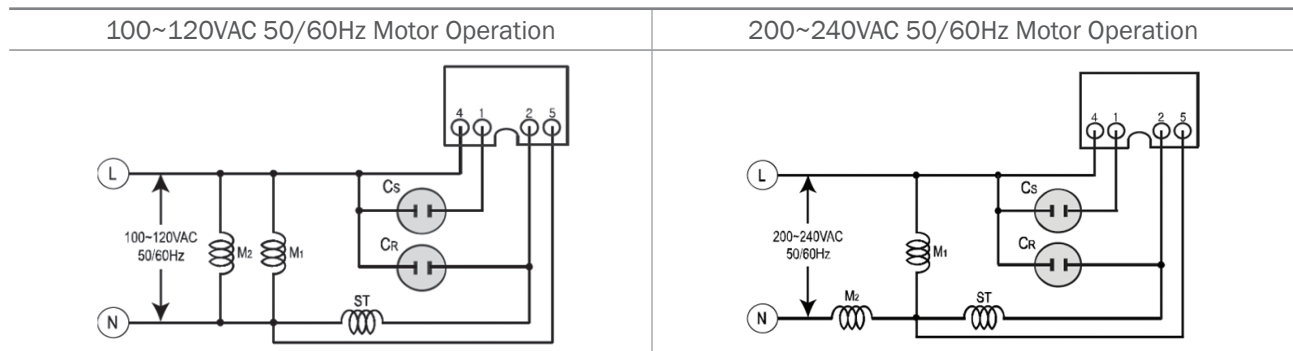 100~120VAC 50/60Hz Motor Operation
200~240VAC 50/60Hz Motor Operation
4 1 2 5
L
Cs
CR
100~120VAC
50/60Hz
M2
M1
ST
N
4 1 2 5
L
Cs
CR
200~240VAC
50/60Hz
M1
M2
ST
N